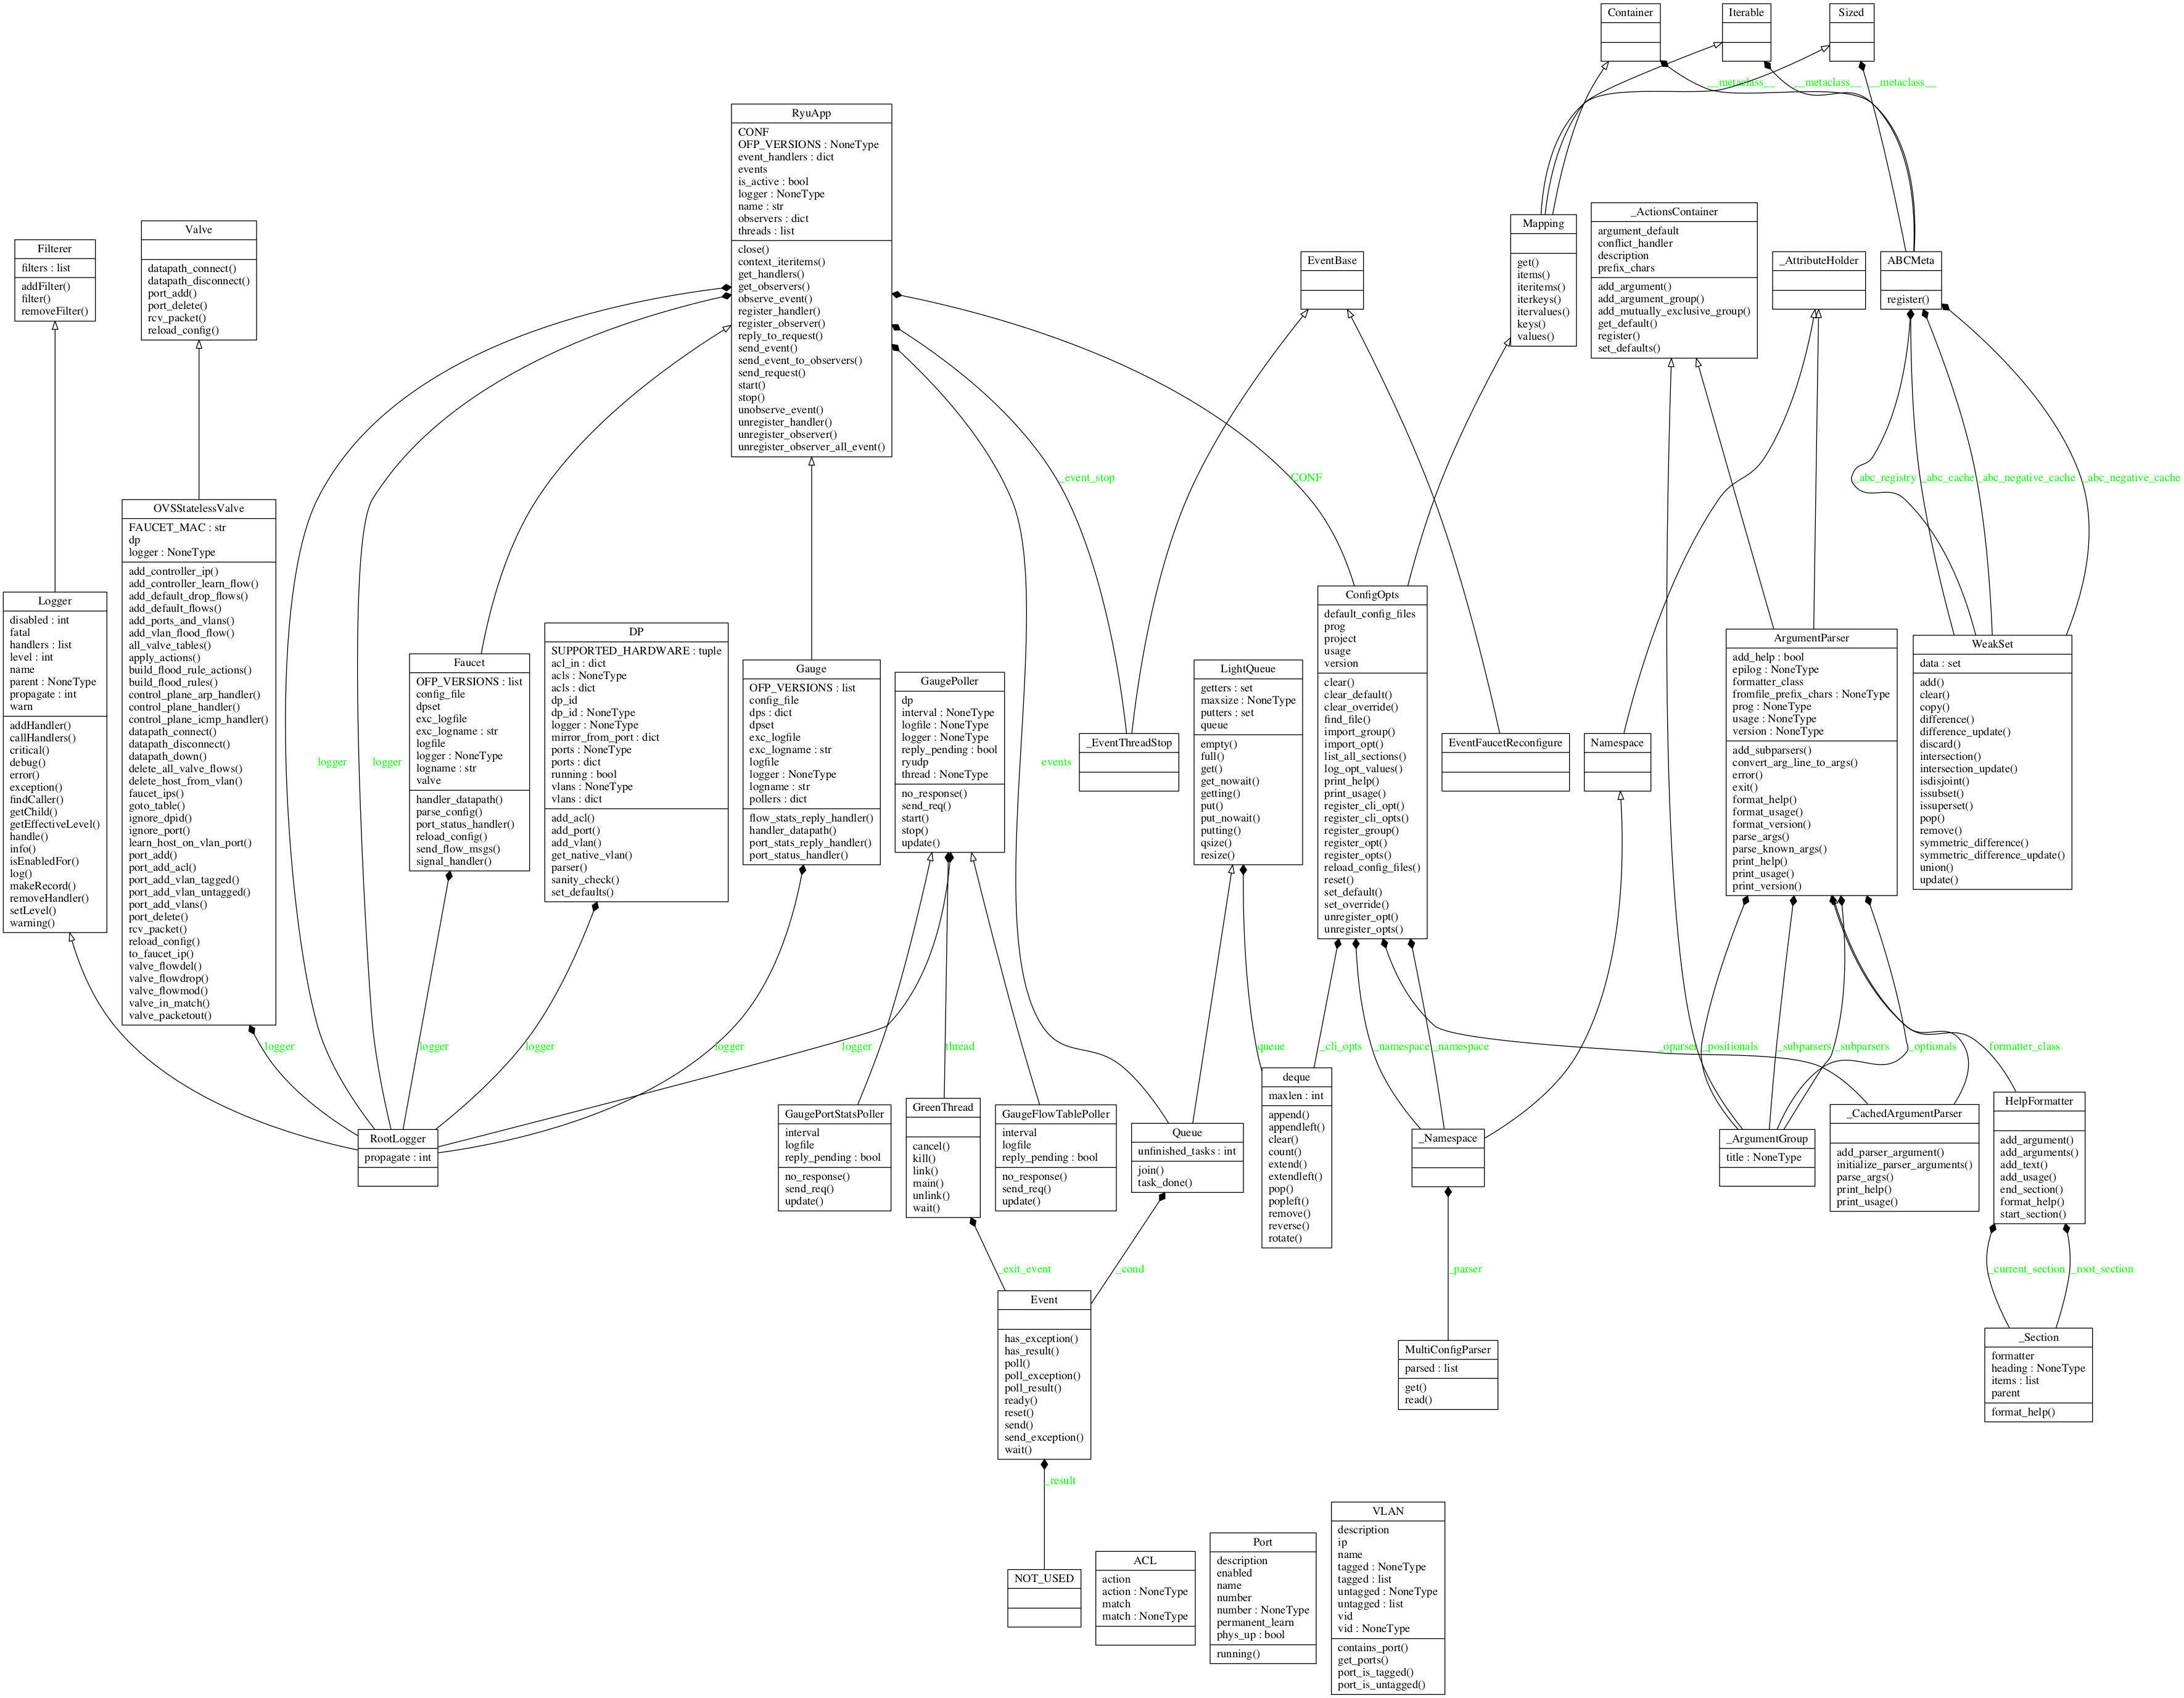 Container
Iterable
Sized
__metaclass__
__metaclass__
__metaclass__
RyuApp
CONF
OFP_VERSIONS : NoneType
event_handlers : dict
events
is_active : bool
logger : NoneType
name : str
observers : dict
threads : list
close()
context_iteritems()
get_handlers()
get_observers()
observe_event()
register_handler()
register_observer()
reply_to_request()
send_event()
send_event_to_observers()
send_request()
start()
stop()
unobserve_event()
unregister_handler()
unregister_observer()
unregister_observer_all_event()
Filterer
filters : list
addFilter()
filter()
removeFilter()
Valve
datapath_connect()
datapath_disconnect()
port_add()
port_delete()
rcv_packet()
reload_config()
EventBase
Mapping
get()
items()
iteritems()
iterkeys()
itervalues()
keys()
values()
_ActionsContainer
argument_default
conflict_handler
description
prefix_chars
add_argument()
add_argument_group()
add_mutually_exclusive_group()
get_default()
register()
set_defaults()
_AttributeHolder
ABCMeta
register()
_event_stop
CONF
_abc_registry
_abc_cache
_abc_negative_cache
_abc_negative_cache
Logger
disabled : int
fatal
handlers : list
level : int
name
parent : NoneType
propagate : int
warn
addHandler()
callHandlers()
critical()
debug()
error()
exception()
findCaller()
getChild()
getEffectiveLevel()
handle()
info()
isEnabledFor()
log()
makeRecord()
removeHandler()
setLevel()
warning()
OVSStatelessValve
FAUCET_MAC : str
dp
logger : NoneType
add_controller_ip()
add_controller_learn_flow()
add_default_drop_flows()
add_default_flows()
add_ports_and_vlans()
add_vlan_flood_flow()
all_valve_tables()
apply_actions()
build_flood_rule_actions()
build_flood_rules()
control_plane_arp_handler()
control_plane_handler()
control_plane_icmp_handler()
datapath_connect()
datapath_disconnect()
datapath_down()
delete_all_valve_flows()
delete_host_from_vlan()
faucet_ips()
goto_table()
ignore_dpid()
ignore_port()
learn_host_on_vlan_port()
port_add()
port_add_acl()
port_add_vlan_tagged()
port_add_vlan_untagged()
port_add_vlans()
port_delete()
rcv_packet()
reload_config()
to_faucet_ip()
valve_flowdel()
valve_flowdrop()
valve_flowmod()
valve_in_match()
valve_packetout()
logger
logger
Faucet
OFP_VERSIONS : list
config_file
dpset
exc_logfile
exc_logname : str
logfile
logger : NoneType
logname : str
valve
handler_datapath()
parse_config()
port_status_handler()
reload_config()
send_flow_msgs()
signal_handler()
DP
SUPPORTED_HARDWARE : tuple
acl_in : dict
acls : NoneType
acls : dict
dp_id
dp_id : NoneType
logger : NoneType
mirror_from_port : dict
ports : NoneType
ports : dict
running : bool
vlans : NoneType
vlans : dict
add_acl()
add_port()
add_vlan()
get_native_vlan()
parser()
sanity_check()
set_defaults()
Gauge
OFP_VERSIONS : list
config_file
dps : dict
dpset
exc_logfile
exc_logname : str
logfile
logger : NoneType
logname : str
pollers : dict
flow_stats_reply_handler()
handler_datapath()
port_stats_reply_handler()
port_status_handler()
GaugePoller
dp
interval : NoneType
logfile : NoneType
logger : NoneType
reply_pending : bool
ryudp
thread : NoneType
no_response()
send_req()
start()
stop()
update()
events
_EventThreadStop
LightQueue
getters : set
maxsize : NoneType
putters : set
queue
empty()
full()
get()
get_nowait()
getting()
put()
put_nowait()
putting()
qsize()
resize()
ConfigOpts
default_config_files
prog
project
usage
version
clear()
clear_default()
clear_override()
find_file()
import_group()
import_opt()
list_all_sections()
log_opt_values()
print_help()
print_usage()
register_cli_opt()
register_cli_opts()
register_group()
register_opt()
register_opts()
reload_config_files()
reset()
set_default()
set_override()
unregister_opt()
unregister_opts()
EventFaucetReconfigure
Namespace
ArgumentParser
add_help : bool
epilog : NoneType
formatter_class
fromfile_prefix_chars : NoneType
prog : NoneType
usage : NoneType
version : NoneType
add_subparsers()
convert_arg_line_to_args()
error()
exit()
format_help()
format_usage()
format_version()
parse_args()
parse_known_args()
print_help()
print_usage()
print_version()
WeakSet
data : set
add()
clear()
copy()
difference()
difference_update()
discard()
intersection()
intersection_update()
isdisjoint()
issubset()
issuperset()
pop()
remove()
symmetric_difference()
symmetric_difference_update()
union()
update()
logger
logger
logger
logger
logger
thread
queue
_cli_opts
_namespace
_namespace
_oparser
_positionals
_subparsers
_subparsers
_optionals
formatter_class
RootLogger
propagate : int
GaugePortStatsPoller
interval
logfile
reply_pending : bool
no_response()
send_req()
update()
GreenThread
cancel()
kill()
link()
main()
unlink()
wait()
GaugeFlowTablePoller
interval
logfile
reply_pending : bool
no_response()
send_req()
update()
Queue
unfinished_tasks : int
join()
task_done()
deque
maxlen : int
append()
appendleft()
clear()
count()
extend()
extendleft()
pop()
popleft()
remove()
reverse()
rotate()
_Namespace
_ArgumentGroup
title : NoneType
_CachedArgumentParser
add_parser_argument()
initialize_parser_arguments()
parse_args()
print_help()
print_usage()
HelpFormatter
add_argument()
add_arguments()
add_text()
add_usage()
end_section()
format_help()
start_section()
_exit_event
_cond
_parser
_current_section
_root_section
Event
has_exception()
has_result()
poll()
poll_exception()
poll_result()
ready()
reset()
send()
send_exception()
wait()
MultiConfigParser
parsed : list
get()
read()
_Section
formatter
heading : NoneType
items : list
parent
format_help()
_result
NOT_USED
ACL
action
action : NoneType
match
match : NoneType
Port
description
enabled
name
number
number : NoneType
permanent_learn
phys_up : bool
running()
VLAN
description
ip
name
tagged : NoneType
tagged : list
untagged : NoneType
untagged : list
vid
vid : NoneType
contains_port()
get_ports()
port_is_tagged()
port_is_untagged()